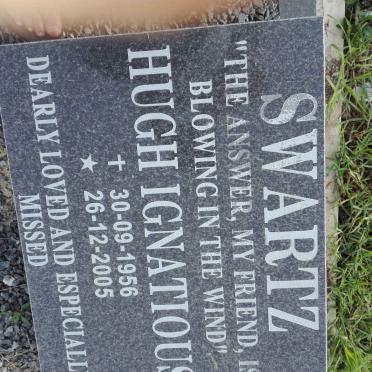 SWARTZ
"THE ANSWER, MY FRIEND, IS
BLOWING IN THE WIND"
HUGH IGNATIOUS
✝ 30-09-1956
★ 26-12-2005
DEARLY LOVED AND ESPECIALL
MISSED